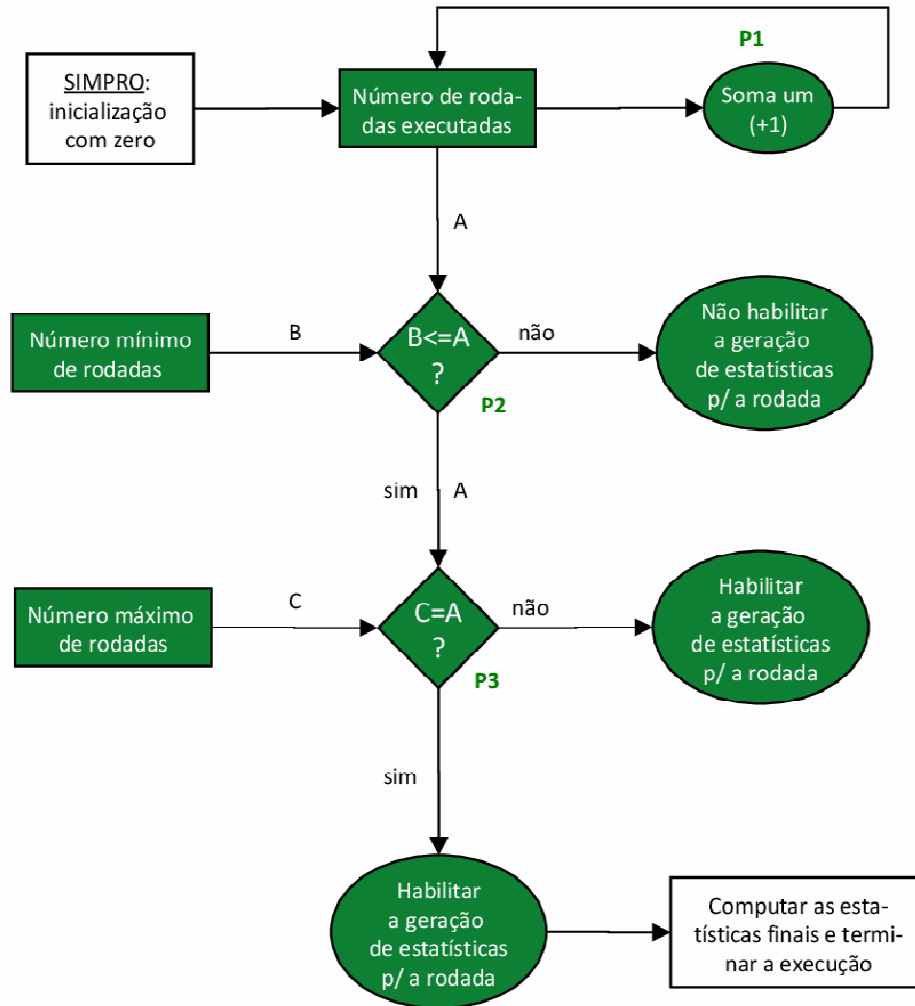 P1
SIMPRO:
inicialização
com zero
Número de roda-
das executadas
Soma um
(+1)
A
Número mínimo
de rodadas
B
B<=A
?
não
P2
Não habilitar
a geração
de estatísticas
p/ a rodada
sim
A
Número máximo
de rodadas
C
C=A
?
não
P3
Habilitar
a geração
de estatísticas
p/ a rodada
sim
Habilitar
a geração
de estatísticas
p/ a rodada
Computar as esta-
tísticas finais e termi-
nar a execução